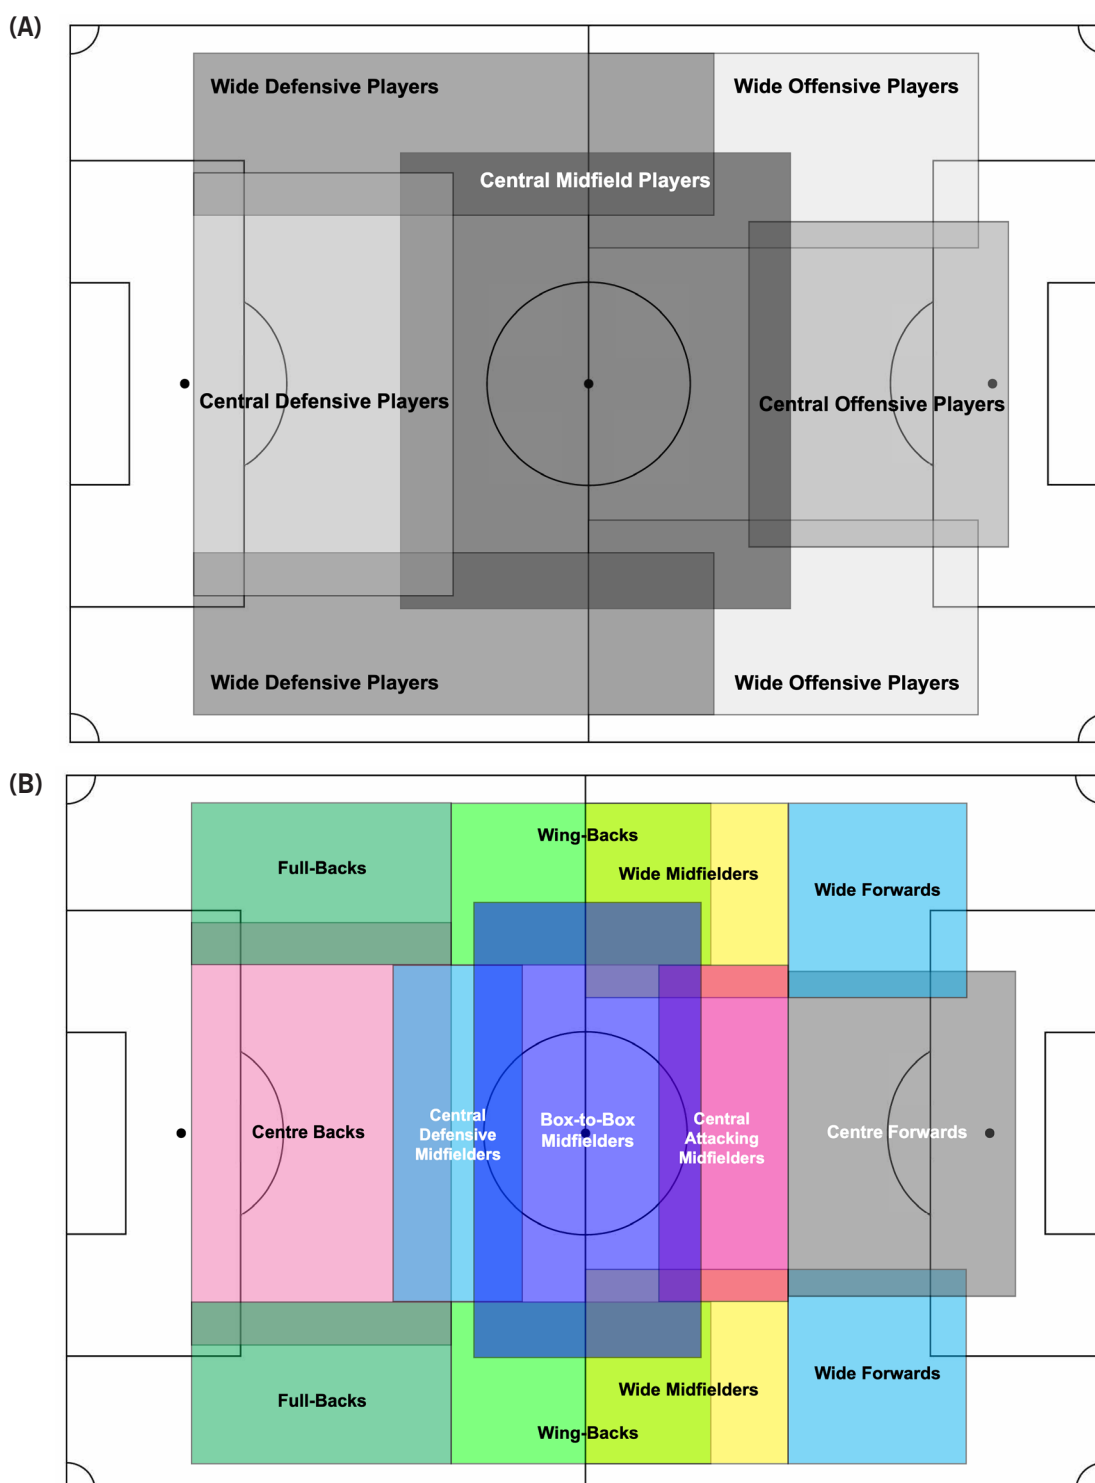 (A)
Wide Defensive Players
Wide Offensive Players
Central Midfield Players
Central Defensive Players
Central Offensive Players
Wide Defensive Players
Wide Offensive Players
(B)
Wing-Backs
Full-Backs
Wide Midfielders
Wide Forwards
Centre Backs
Central
Defensive
Midfielders
Box-to-Box
Midfielders
Central
Attacking
Midfielders
Centre Forwards
Wide Forwards
Wide Midfielders
Full-Backs
Wing-Backs